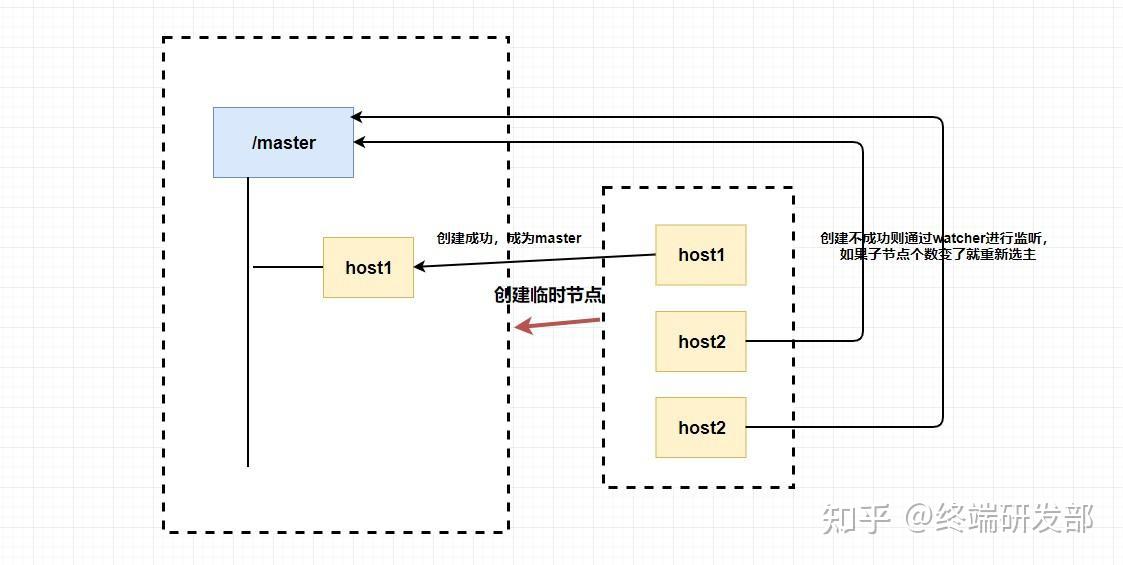 /master
host1
创建成功，成为master
创建临时节点
host1
host2
host2
创建不成功则通过watcher进行监听，
如果子节点个数变了就重新选主
知乎 @终端研发部